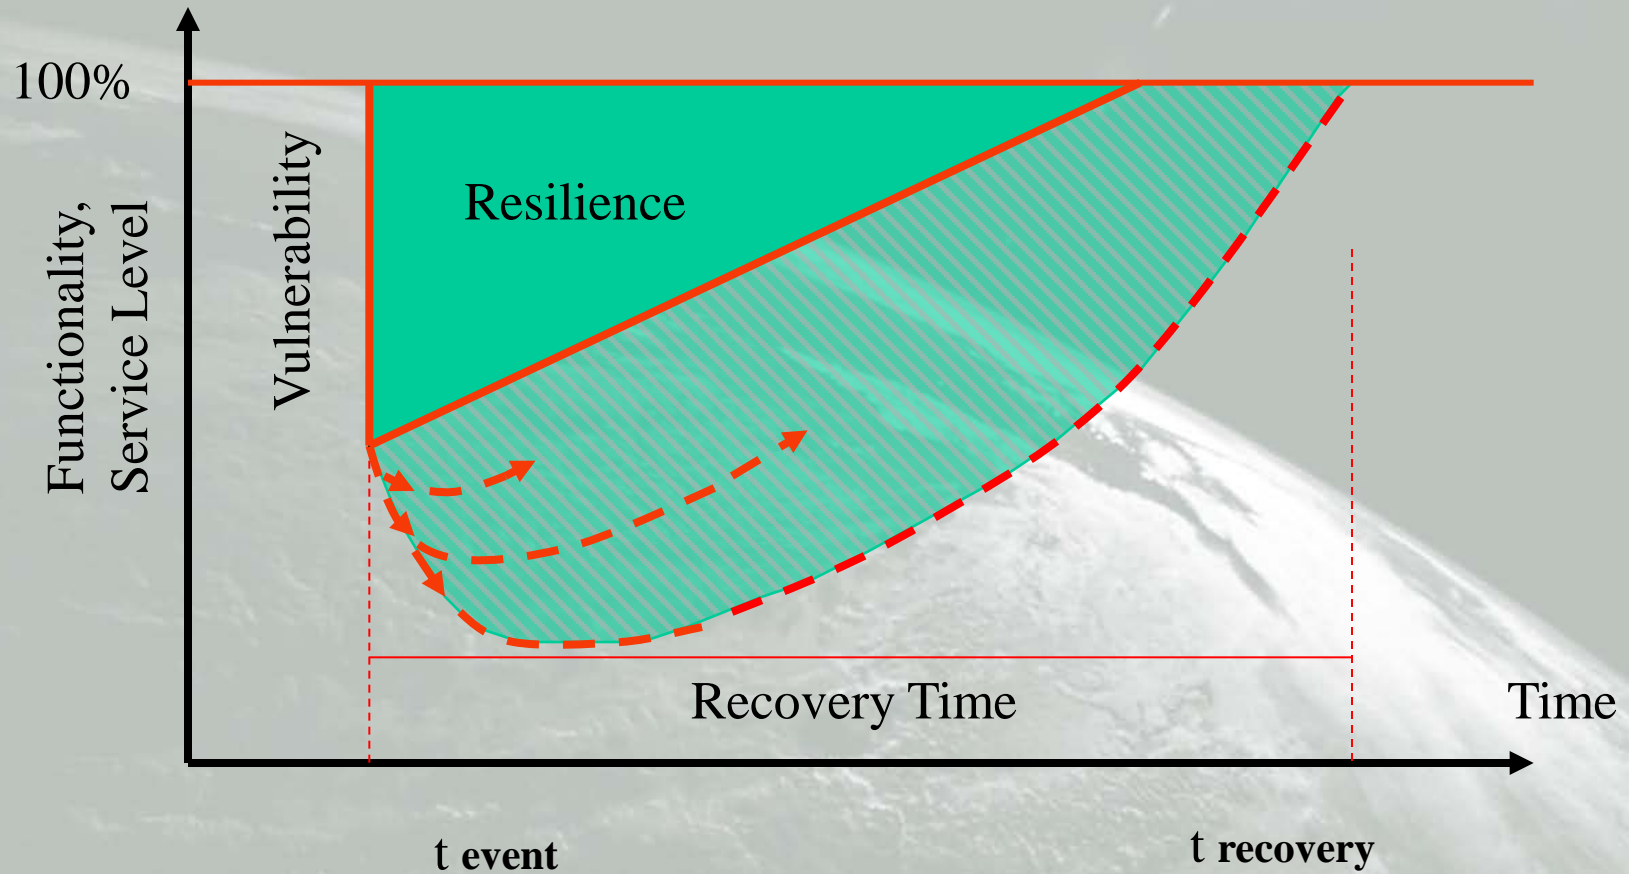 100%
Functionality,
Service Level
Vulnerability
Resilience
Recovery Time
Time
t event
t recovery